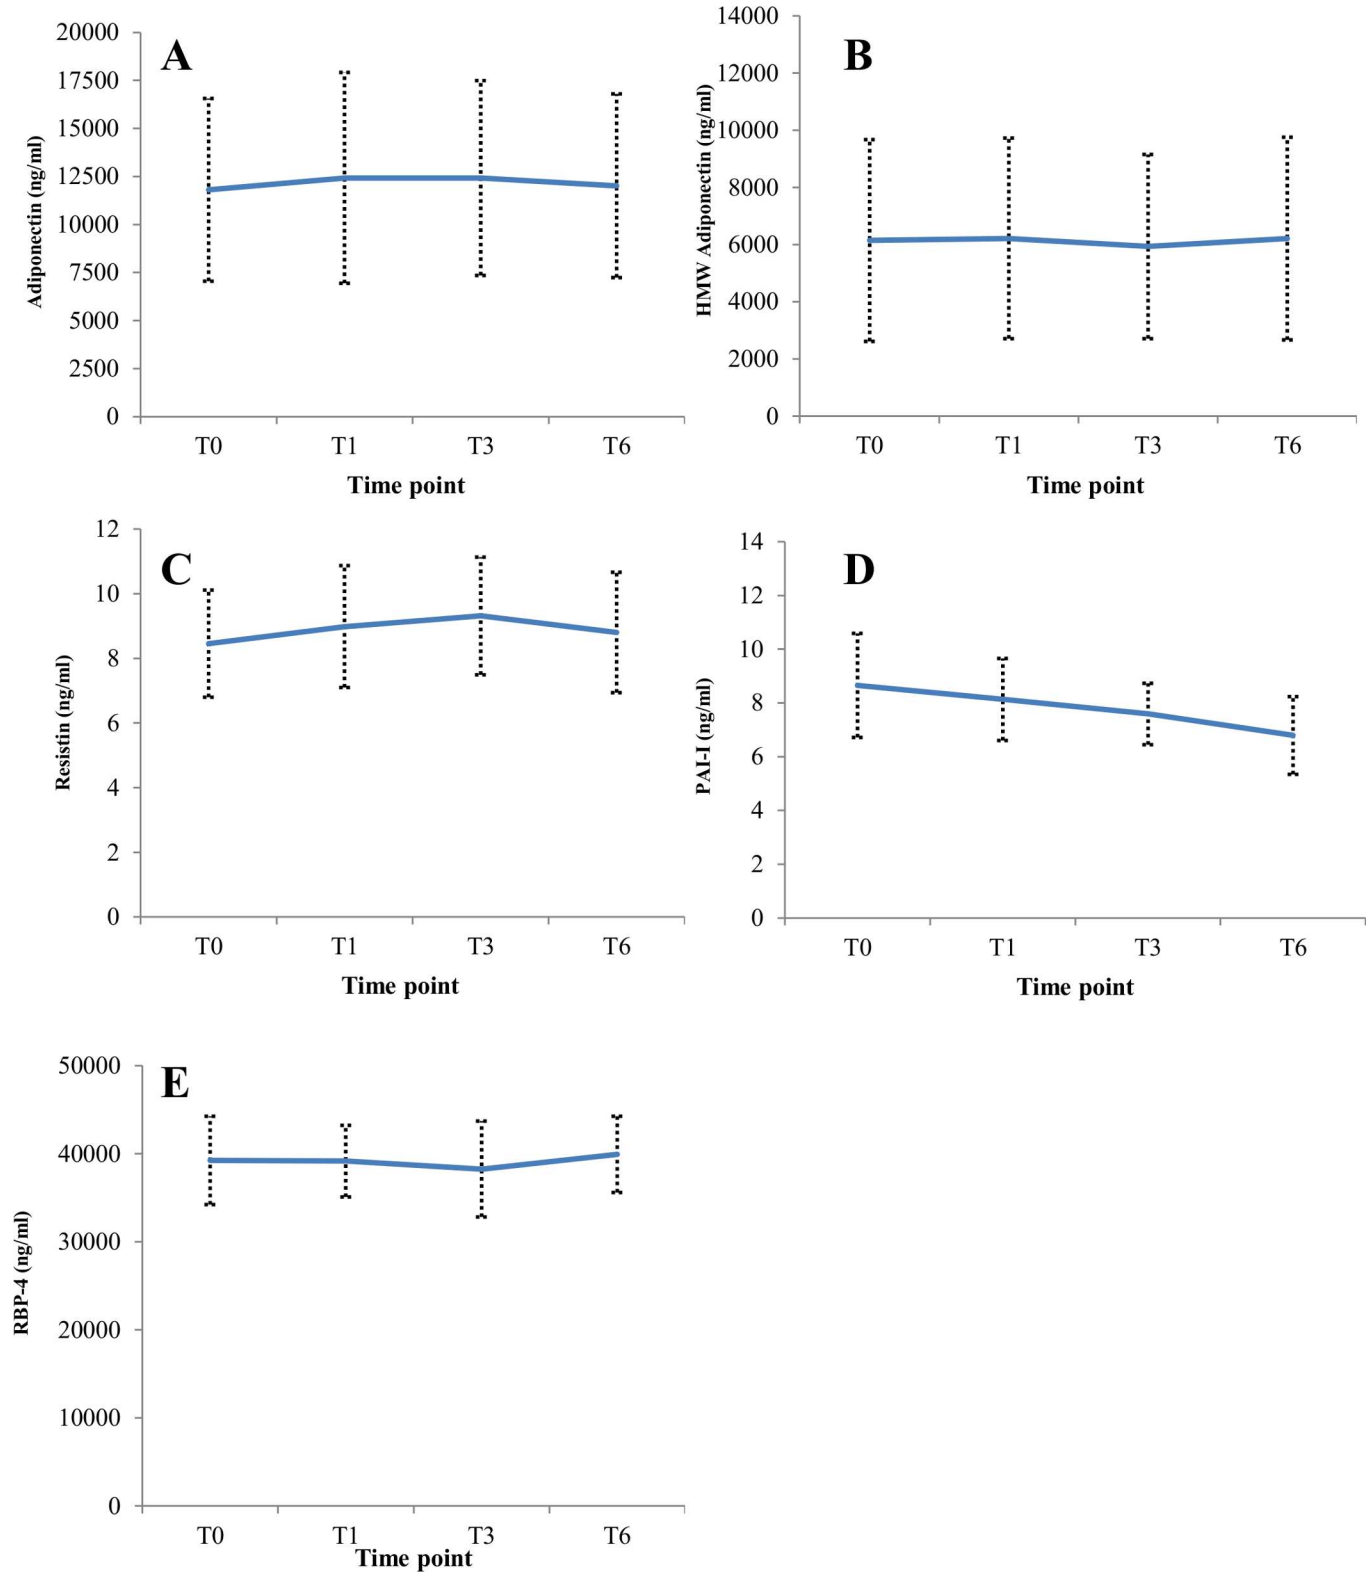 A
Adiponectin (ng/ml)
20000
17500
15000
12500
10000
7500
5000
2500
0
T0 T1 T3 T6
Time point
B
HMW Adiponectin (ng/ml)
14000
12000
10000
8000
6000
4000
2000
0
T0 T1 T3 T6
Time point
C
Resistin (ng/ml)
12
10
8
6
4
2
0
T0 T1 T3 T6
Time point
D
PAI-I (ng/ml)
14
12
10
8
6
4
2
0
T0 T1 T3 T6
Time point
E
RBP-4 (ng/ml)
50000
40000
30000
20000
10000
0
T0 T1 T3 T6
Time point